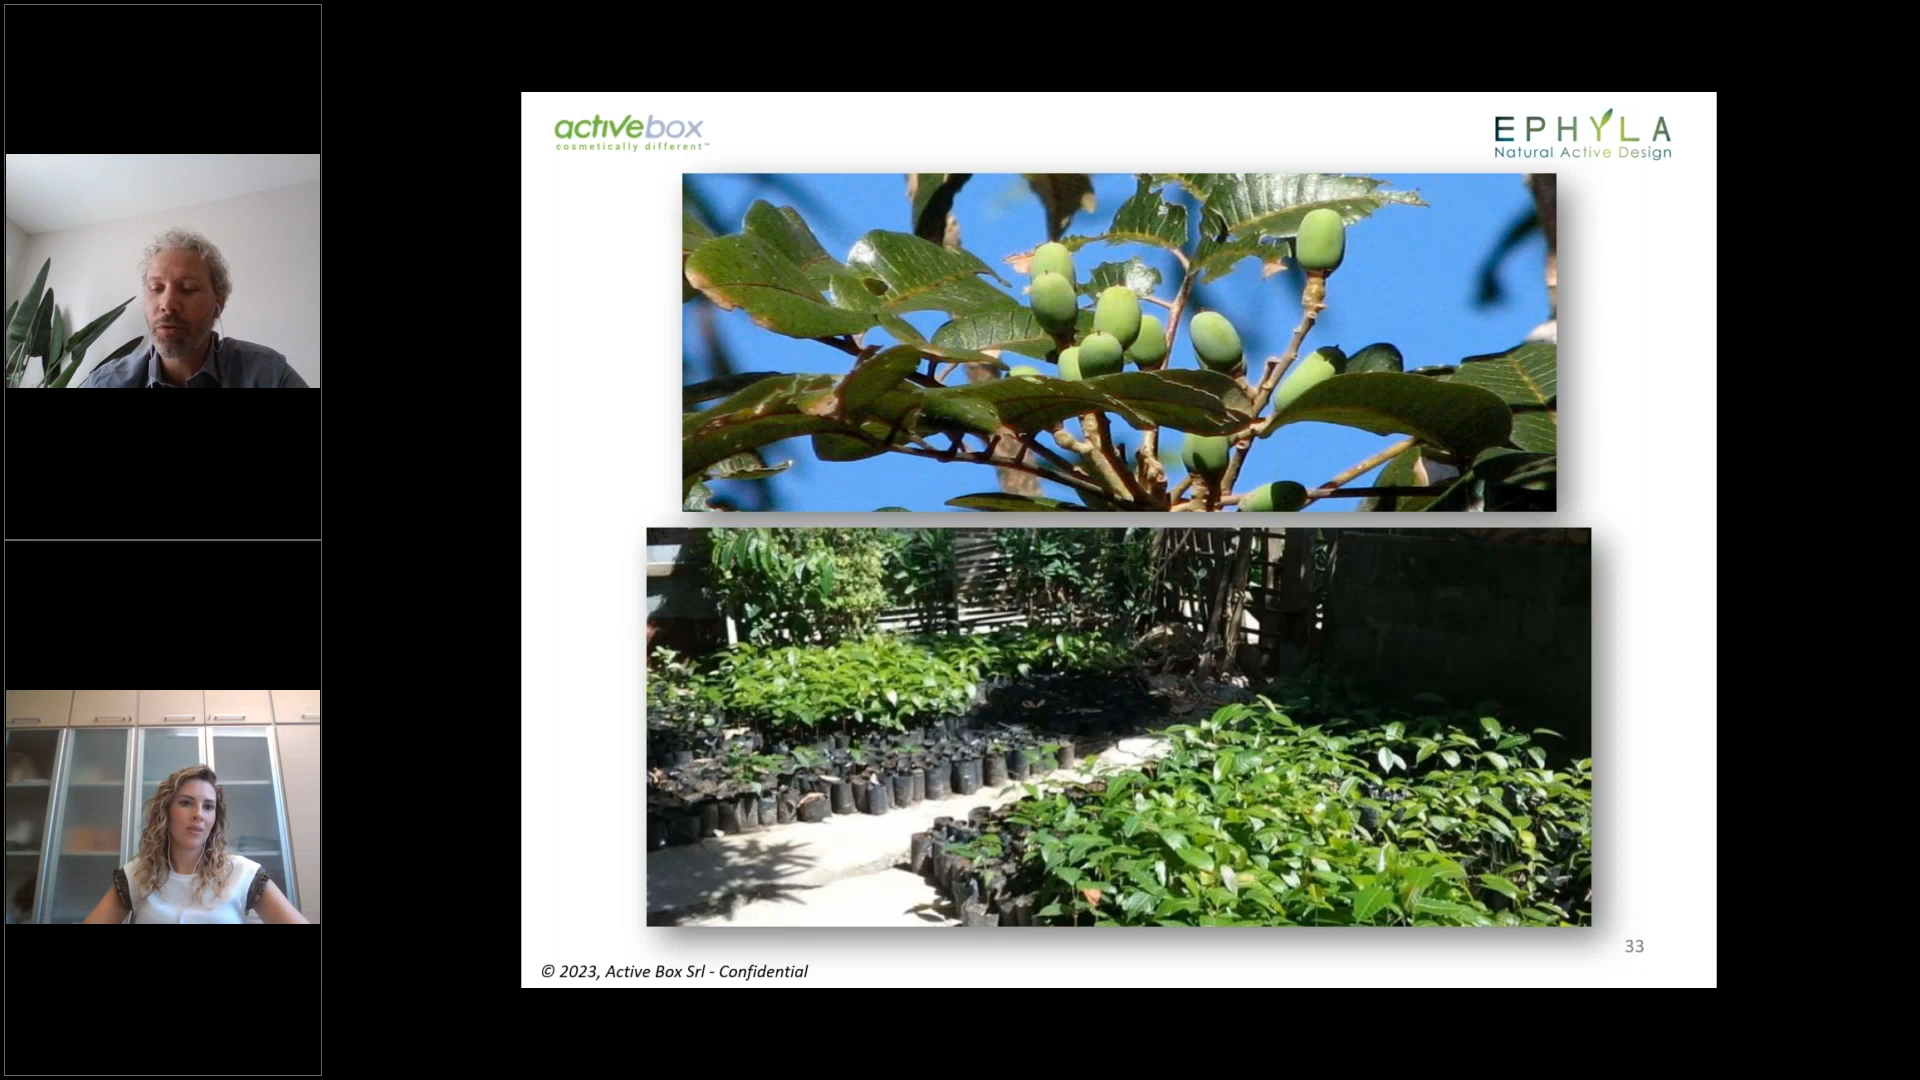 activebox
cosmetically different™
EPHYLA
Natural Active Design
33
© 2023, Active Box Srl - Confidential